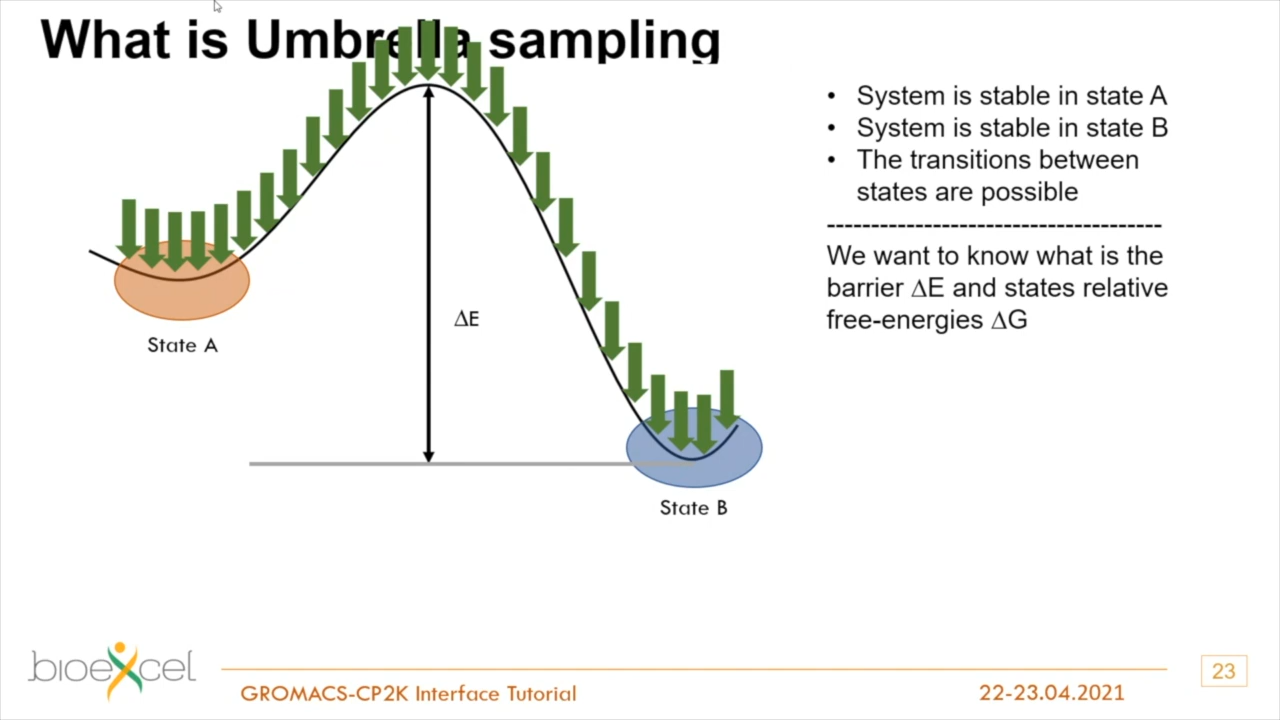 What is Umbrella sampling
• System is stable in state A
• System is stable in state B
• The transitions between
states are possible
--------------------------------------
We want to know what is the
barrier ΔE and states relative
free-energies ΔG
ΔE
State A
State B
bioexcel
GROMACS-CP2K Interface Tutorial
22-23.04.2021
23